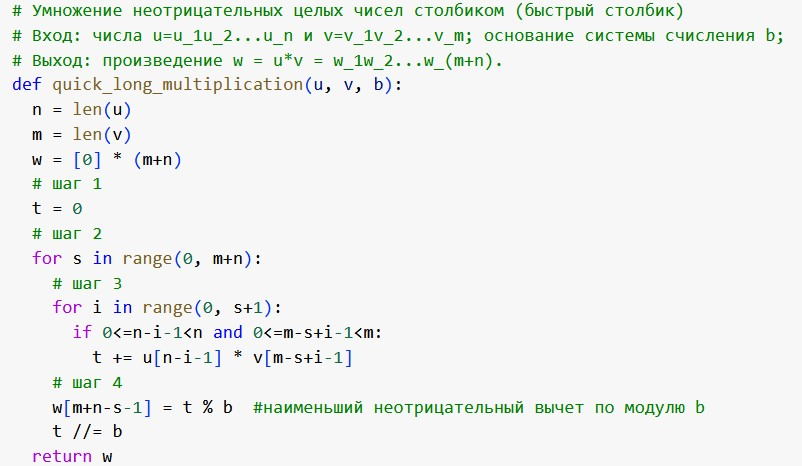 # Умножение неотрицательных целых чисел столбиком (быстрый столбик)
# Вход: числа u=u_1u_2...u_n и v=v_1v_2...v_m; основание системы счисления b;
# Выход: произведение w = u*v = w_1w_2...w_(m+n).
def quick_long_multiplication(u, v, b):
  n = len(u)
  m = len(v)
  w = [0] * (m+n)
  # шаг 1
  t = 0
  # шаг 2
  for s in range(0, m+n):
    # шаг 3
    for i in range(0, s+1):
      if 0<=n-i-1<n and 0<=m-s+i-1<m:
        t += u[n-i-1] * v[m-s+i-1]
    # шаг 4
    w[m+n-s-1] = t % b  #наименьший неотрицательный вычет по модулю b
    t //= b
  return w